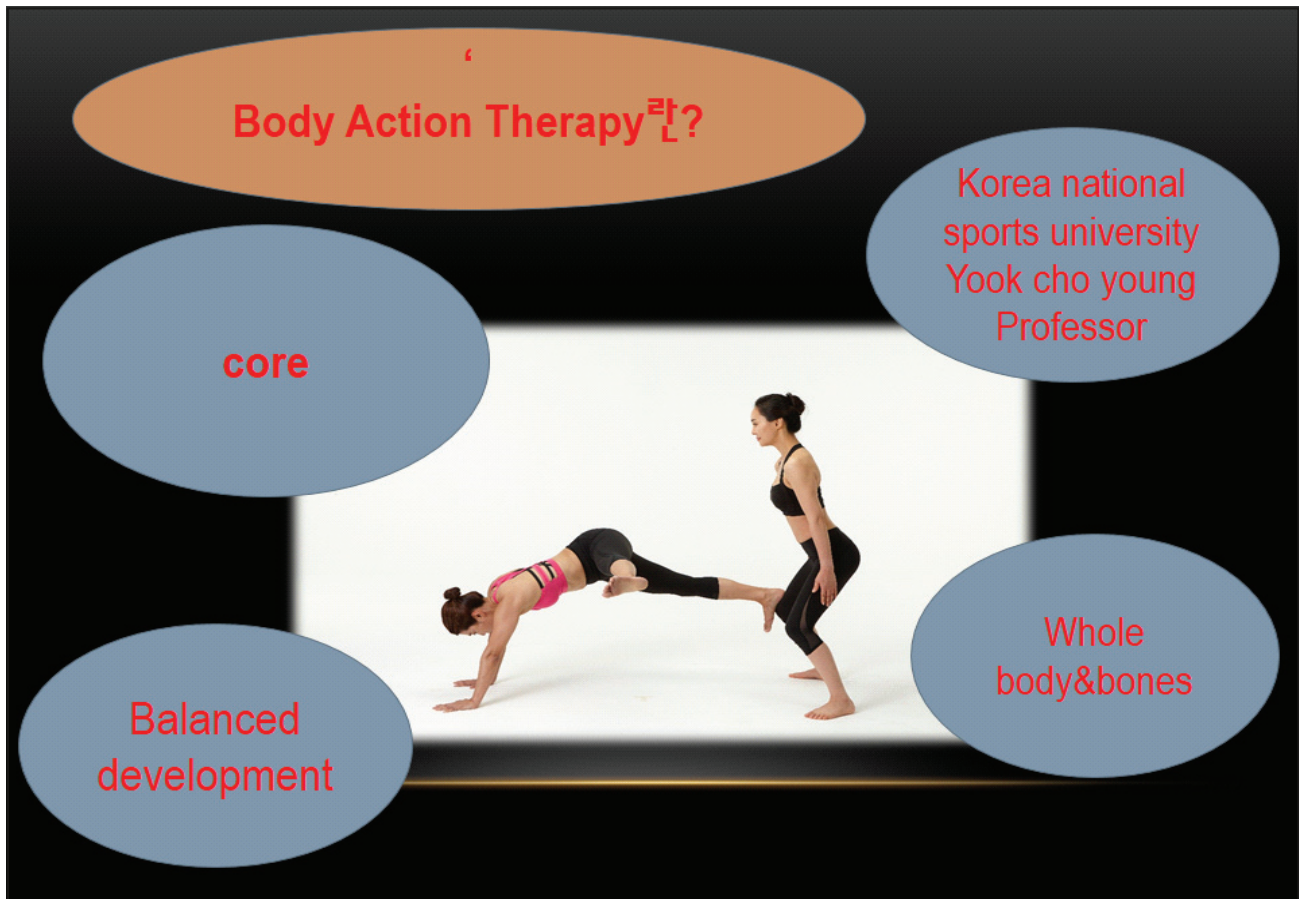 ‘
Body Action Therapy란?
Korea national
sports university
Yook cho young
Professor
core
Whole
body&bones
Balanced
development